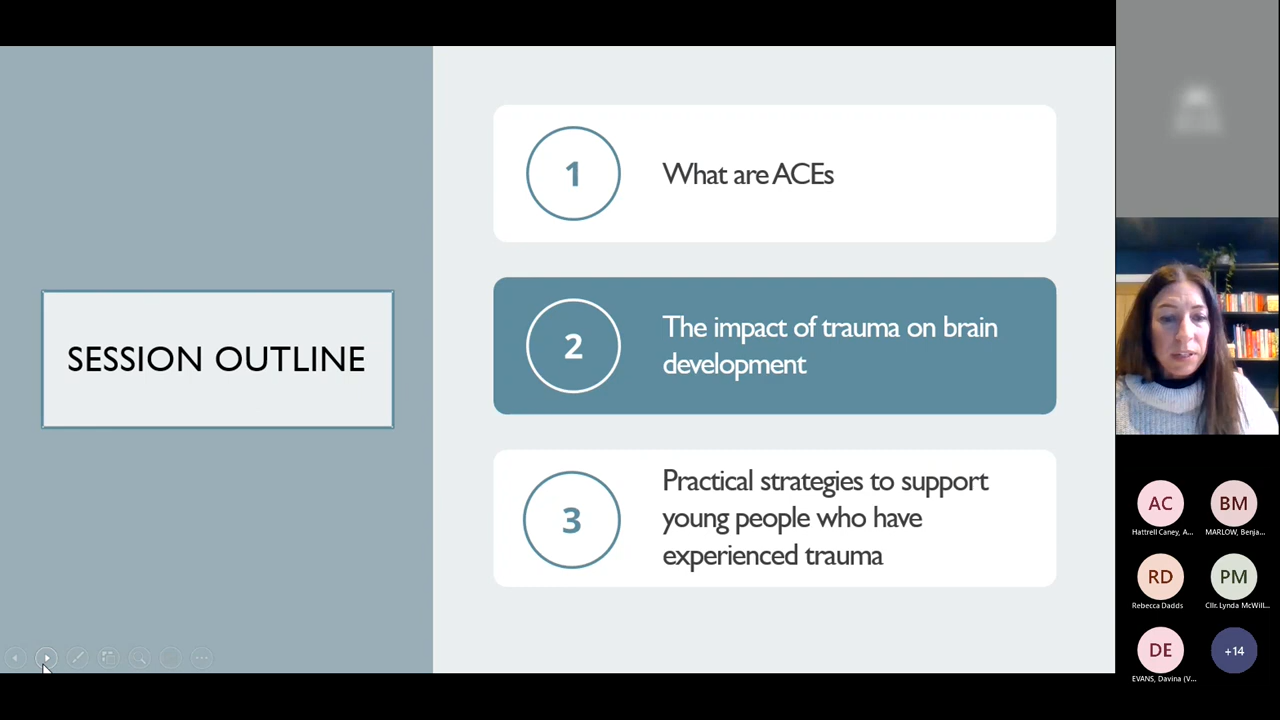 SESSION OUTLINE
1
What are ACEs
2
The impact of trauma on brain
development
3
Practical strategies to support
young people who have
experienced trauma
AC
BM
Hattrell Caney, A...
MARLOW, Benja...
RD
PM
Rebecca Dadds
Cllr. Lynda McWill...
DE
+14
EVANS, Davina (V...